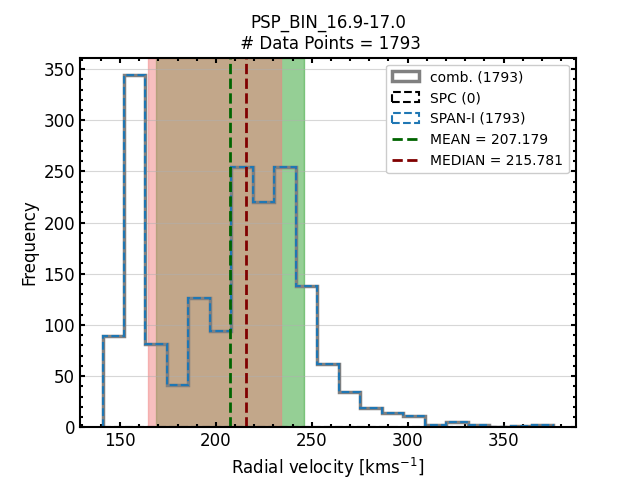 PSP_BIN_16.9-17.0
# Data Points = 1793
comb. (1793)
SPC (0)
SPAN-I (1793)
MEAN = 207.179
MEDIAN = 215.781
Frequency
350
300
250
200
150
100
50
0
150 200 250 300 350
Radial velocity [kms⁻¹]